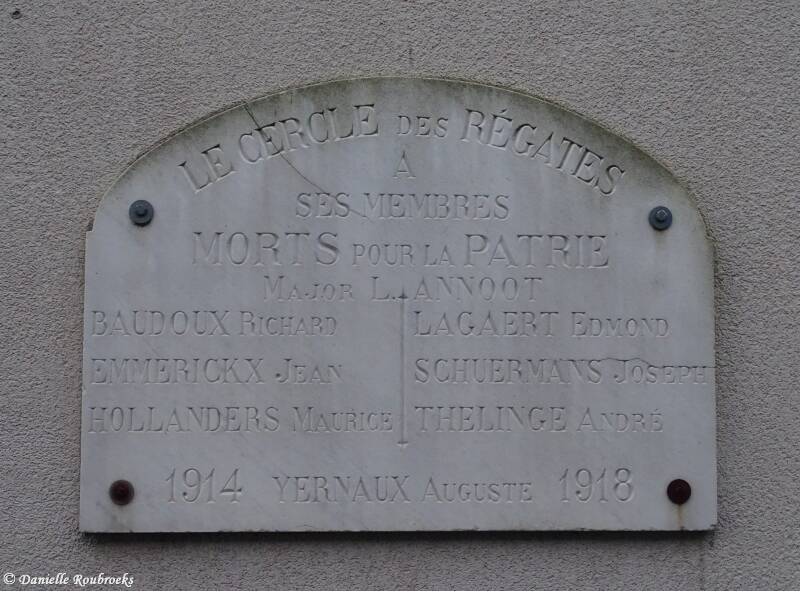 LE CERCLE DES RÉGATES
A
SES MEMBRES
MORTS POUR LA PATRIE
MAJOR L. ANNOOT
BAUDOUX RICHARD
EMMERICKX JEAN
HOLLANDERS MAURICE
LAGAERT EDMOND
SCHUERMANS JOSEPH
THELINGE ANDRÉ
1914 YERNAUX AUGUSTE 1918
© Danielle Roubroeks